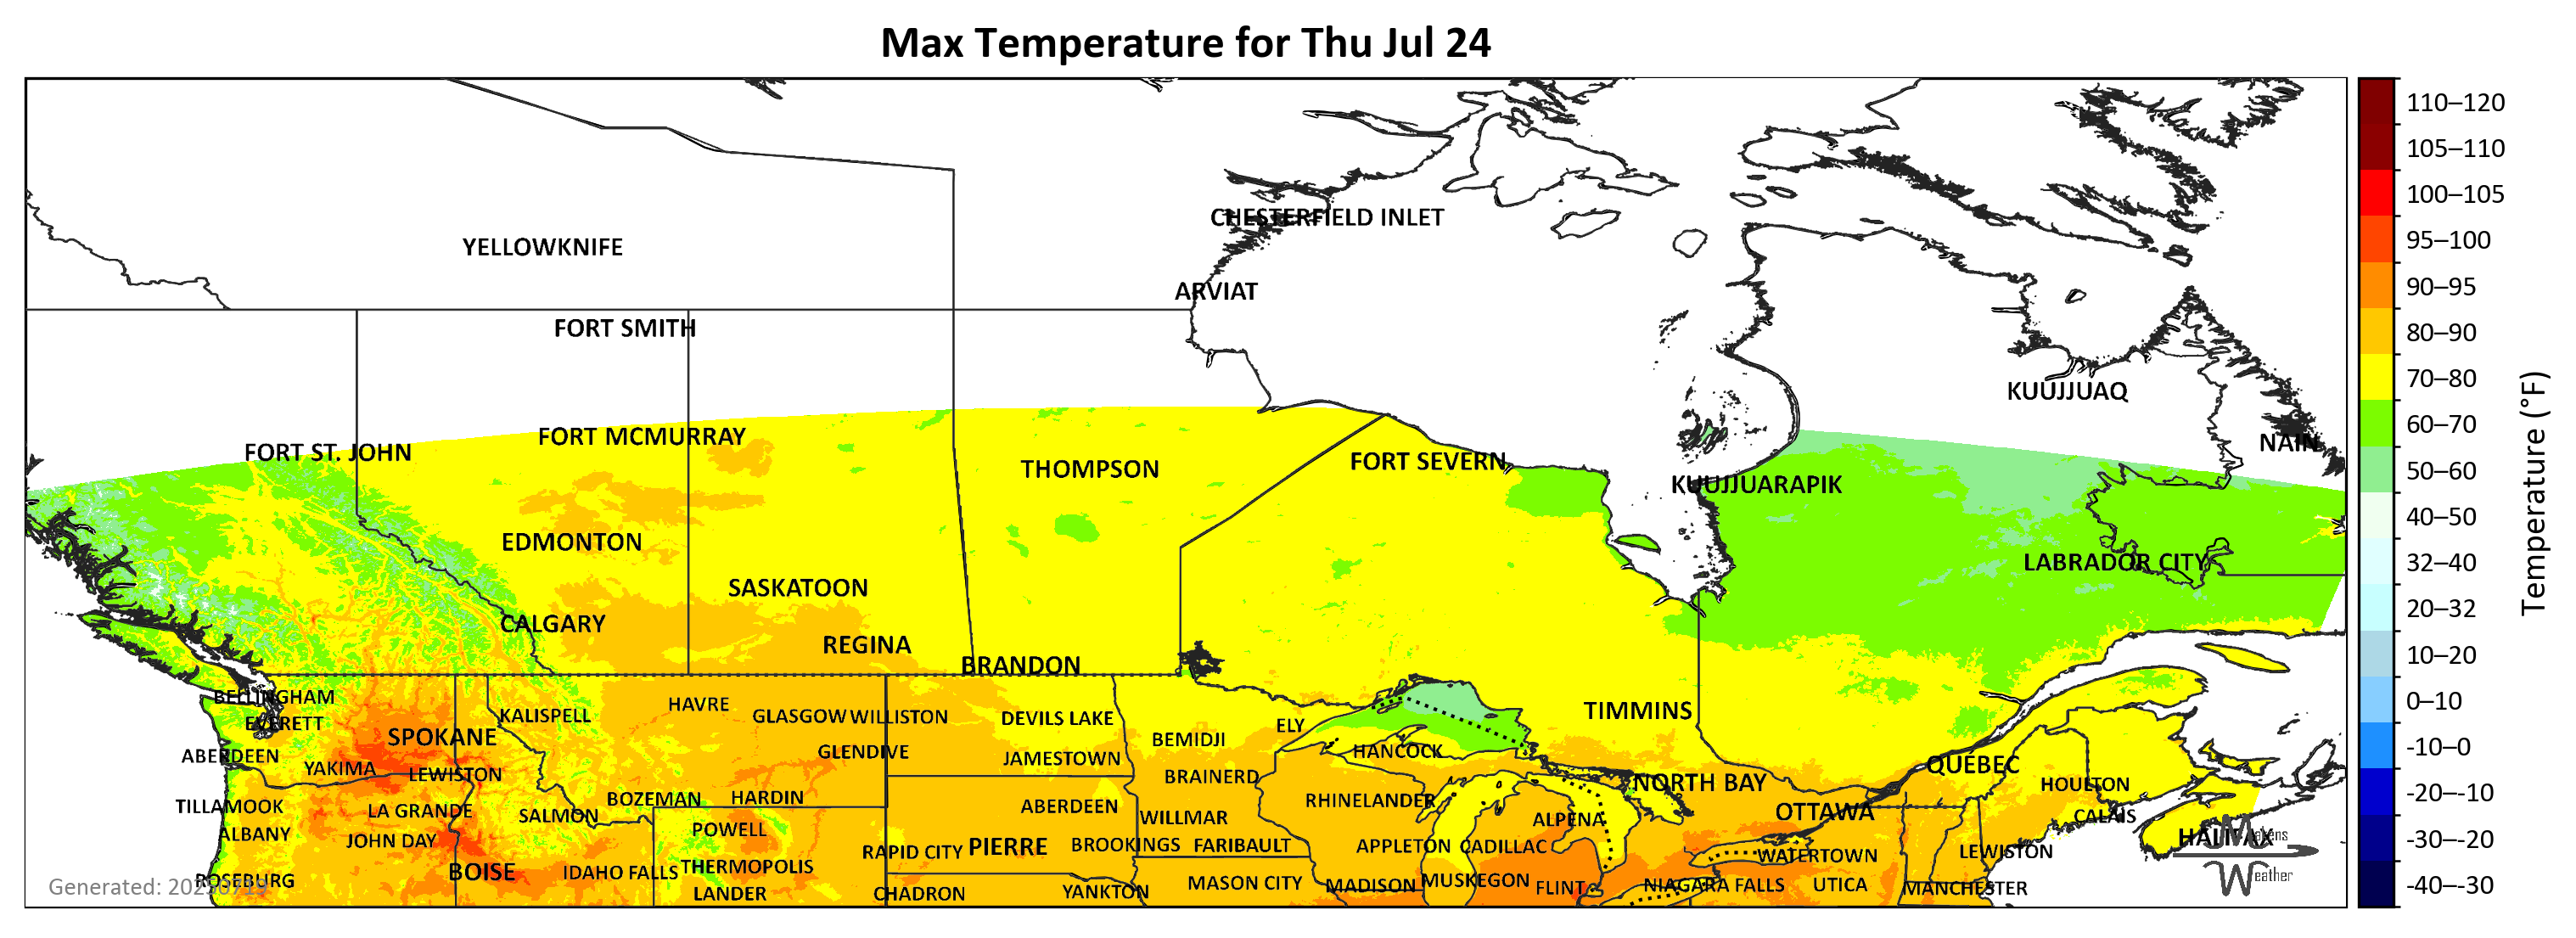 Max Temperature for Thu Jul 24
CHESTERFIELD INLET
YELLOWKNIFE
ARVIAT
FORT SMITH
KUUJJUAQ
FORT MCMURRAY
NAIN
FORT ST. JOHN
FORT SEVERN
THOMPSON
KUUJJUARAPIK
EDMONTON
LABRADOR CITY
SASKATOON
CALGARY
REGINA
BRANDON
BELLINGHAM
HAVRE
TIMMINS
KALISPELL
GLASGOW WILLISTON
DEVILS LAKE
EVERETT
ELY
SPOKANE
BEMIDJI
GLENDIVE
HANCOCK
ABERDEEN
JAMESTOWN
QUÉBEC
YAKIMA
LEWISTON
BRAINERD
NORTH BAY
HOULTON
BOZEMAN
HARDIN
RHINELANDER
TILLAMOOK
LA GRANDE
ABERDEEN
OTTAWA
SALMON
WILLMAR
ALPENA
CALAIS
ALBANY
POWELL
HALIFAX
JOHN DAY
RAPID CITY
PIERRE
BROOKINGS
FARIBAULT
APPLETON
CADILLAC
WATERTOWN
LEWISTON
BOISE
IDAHO FALLS
THERMOPOLIS
ROSEBURG
MASON CITY
MADISON
MUSKEGON
FLINT
NIAGARA FALLS
UTICA
MANCHESTER
LANDER
CHADRON
YANKTON
Generated: 20250719
Makens
Weather
110–120
105–110
100–105
95–100
90–95
80–90
70–80
60–70
50–60
40–50
32–40
20–32
10–20
0–10
-10–0
-20–-10
-30–-20
-40–-30
Temperature (°F)